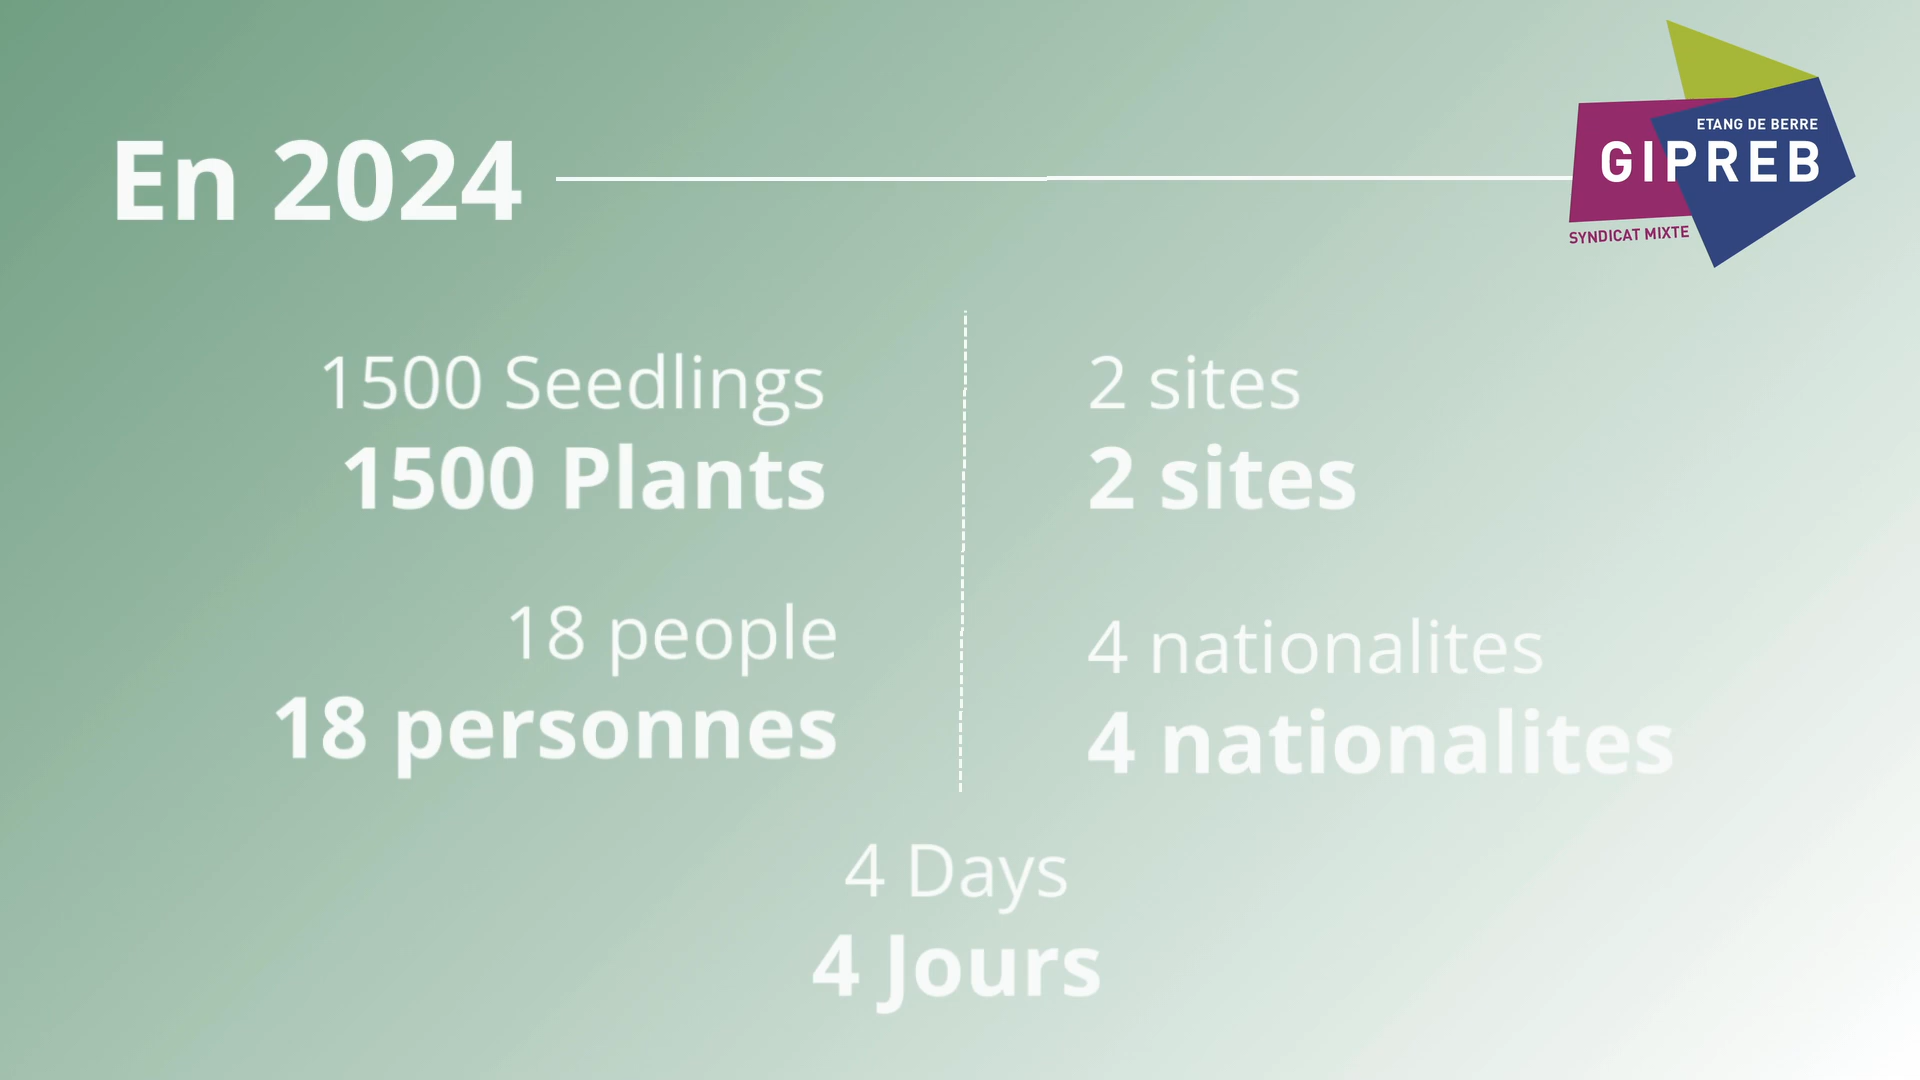 En 2024
ETANG DE BERRE
GIPREB
SYNDICAT MIXTE
1500 Seedlings
1500 Plants
2 sites
2 sites
18 people
18 personnes
4 nationalites
4 nationalites
4 Days
4 Jours